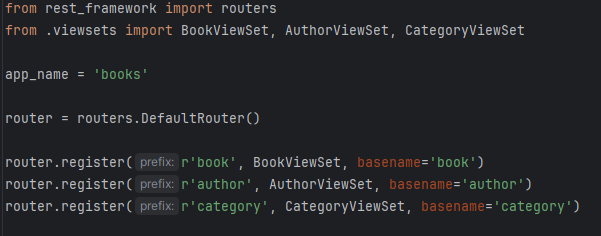 from rest_framework import routers
from .viewsets import BookViewSet, AuthorViewSet, CategoryViewSet
app_name = 'books'
router = routers.DefaultRouter()
router.register( prefix: r'book', BookViewSet, basename='book')
router.register( prefix: r'author', AuthorViewSet, basename='author')
router.register( prefix: r'category', CategoryViewSet, basename='category')